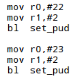 mov r0,#22
mov r1,#2
bl set_pud
mov r0,#23
mov r1,#2
bl set_pud